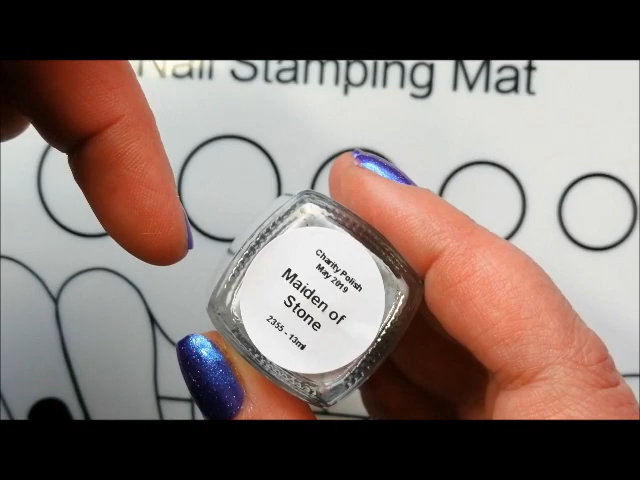 Nail Stamping Mat
Charity Polish
May 2019
Maiden of
Stone
2355 - 13ml